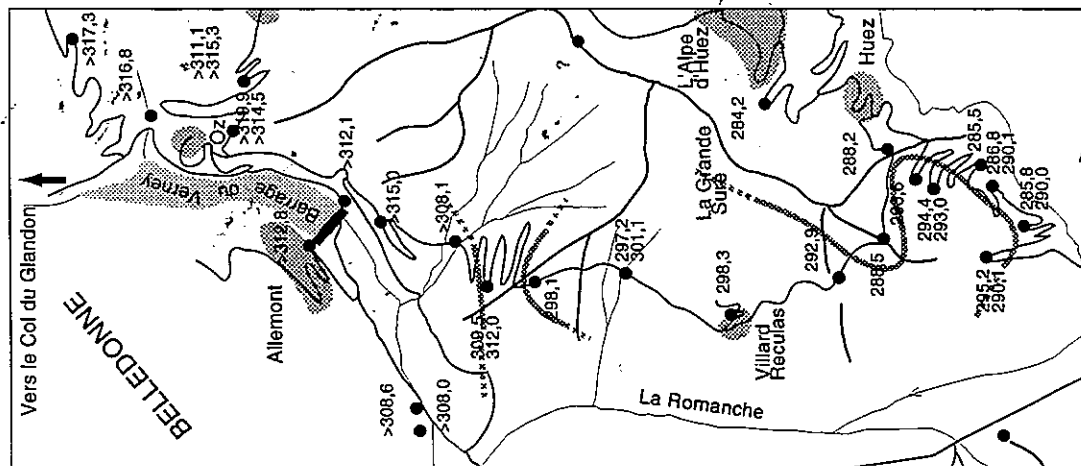 Vers le Col du Glandon
BELLEDONNE
>317,3
>316,8
>311,1
>315,3
OZ
>319,9
>314,5
Barrage du Verney
>312,8
Allemont
>312,1
>315,0
>308,1
309,5
312,0
>308,6
>308,0
298,1
297,2
301,1
?
L'Alpe
d'Huez
Huez
284,2
La Grande
Sure
288,2
298,3
Villard
Reculas
292,9
288,5
294,4
293,0
285,5
286,8
290,1
285,8
290,0
295,2
290,1
La Romanche